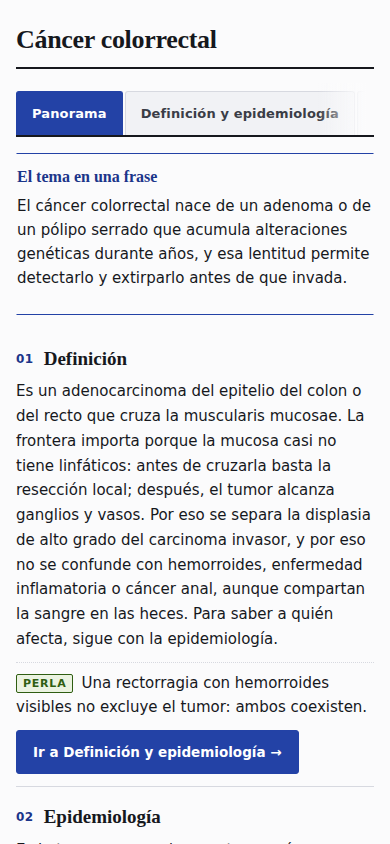 Cáncer colorrectal
Panorama
Definición y epidemiología
El tema en una frase
El cáncer colorrectal nace de un adenoma o de
un pólipo serrado que acumula alteraciones
genéticas durante años, y esa lentitud permite
detectarlo y extirparlo antes de que invada.
01 Definición
Es un adenocarcinoma del epitelio del colon o
del recto que cruza la muscularis mucosae. La
frontera importa porque la mucosa casi no
tiene linfáticos: antes de cruzarla basta la
resección local; después, el tumor alcanza
ganglios y vasos. Por eso se separa la displasia
de alto grado del carcinoma invasor, y por eso
no se confunde con hemorroides, enfermedad
inflamatoria o cáncer anal, aunque compartan
la sangre en las heces. Para saber a quién
afecta, sigue con la epidemiología.
PERLA Una rectorragia con hemorroides
visibles no excluye el tumor: ambos coexisten.
Ir a Definición y epidemiología →
02 Epidemiología